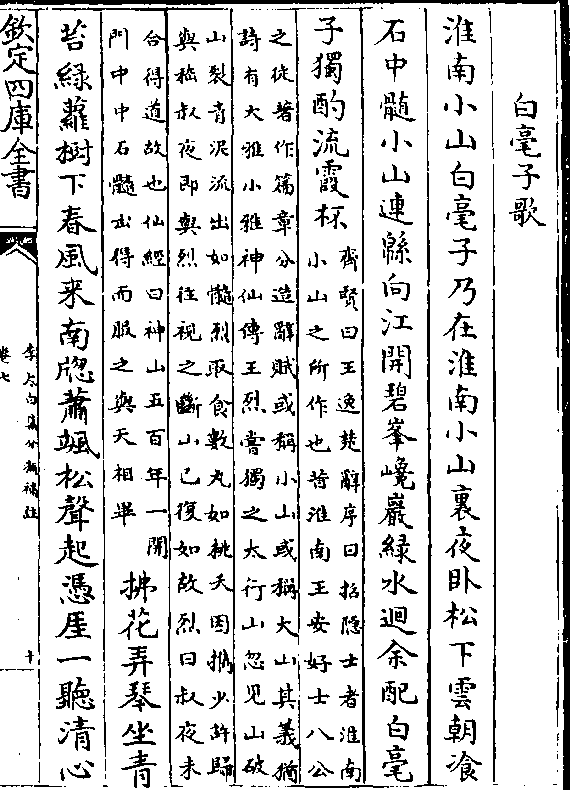 白毫子歌
淮南小山白毫子乃在淮南小山裏夜卧松下雲朝飡
石中髓小山連緜向江開碧峯巉巖緑水迴余配白毫
子獨酌流霞杯
齊賢曰王逸楚辭序曰招隠士者淮南
小山之所作也昔淮南王安好士八公
之徒著作篇章分造辭賦或稱小山或稱大山其義猶
詩有大雅小雅神仙傳王烈嘗獨之太行山忽見山破
山裂青泥流出如髓烈取食數丸如桃大因携少許歸
與嵇叔夜即與烈往視之斷山已復如故烈曰叔夜未
合得道故也仙經曰神山五百年一開
門中中石髓出得而服之與天相畢
拂花弄琴坐青
苔緑蘿樹下春風来南牕蕭颯松聲起憑厓一聽清心
欽定四庫全書
李太白集分類補註
卷七
十